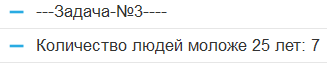 ---Задача-№3----
Количество людей моложе 25 лет: 7